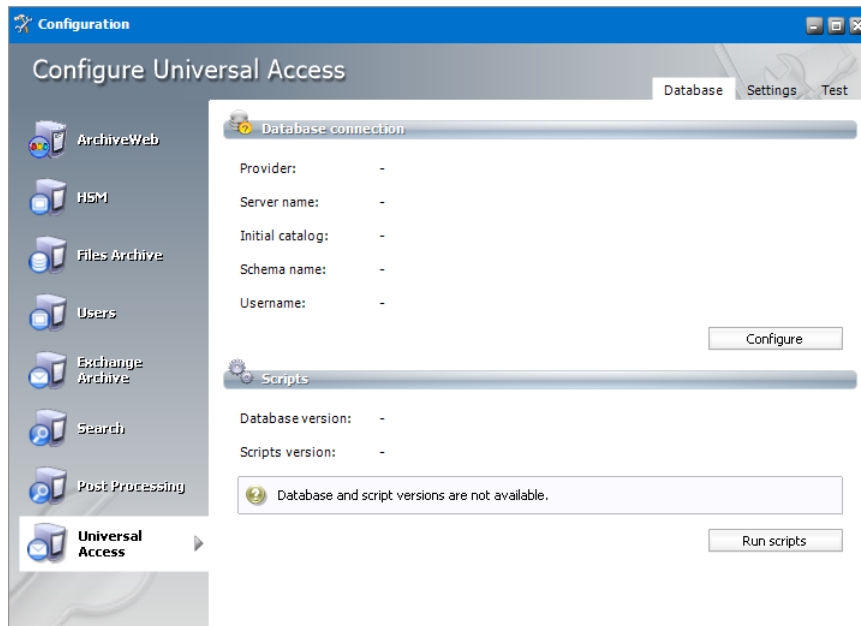 Configuration
Configure Universal Access
Database Settings Test
ArchiveWeb
HSM
Files Archive
Users
Exchange
Archive
Search
Post Processing
Universal
Access
Database connection
Provider: -
Server name: -
Initial catalog: -
Schema name: -
Username: -
Configure
Scripts
Database version: -
Scripts version: -
Database and script versions are not available.
Run scripts